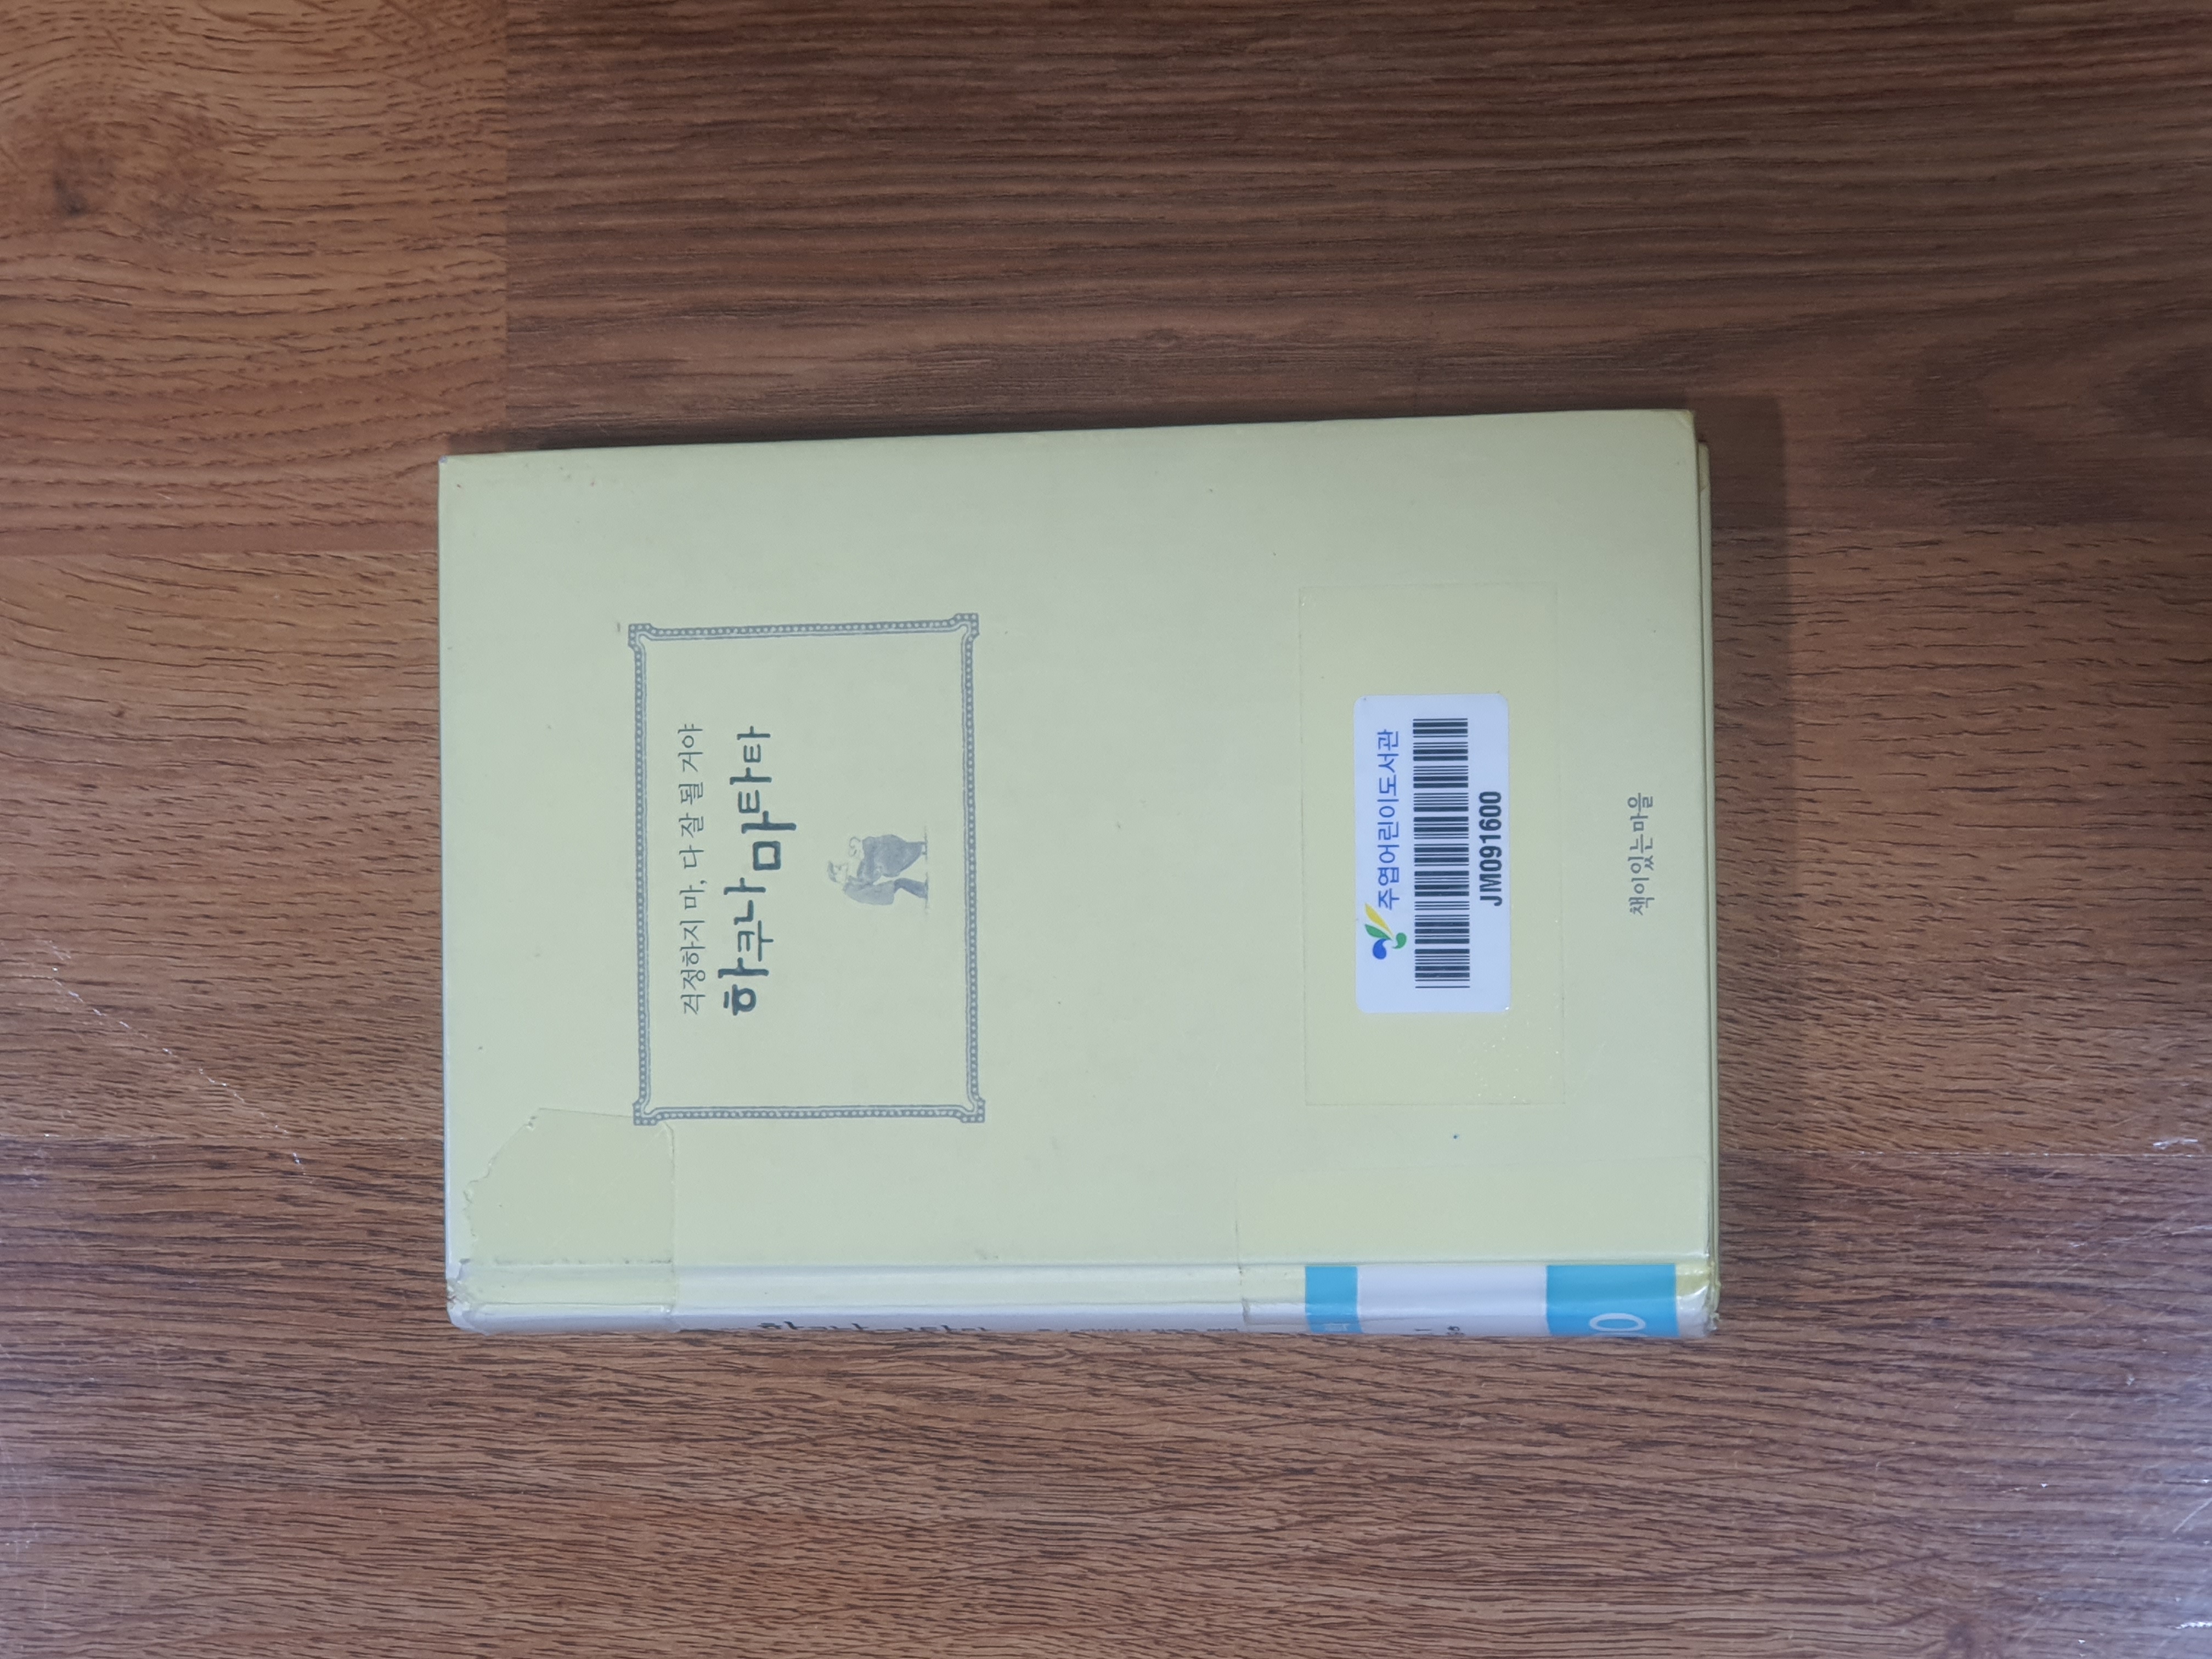 걱정하지 마, 다 잘 될 거야
하쿠나 마타타
주엽어린이도서관
JM091600
책이있는마을